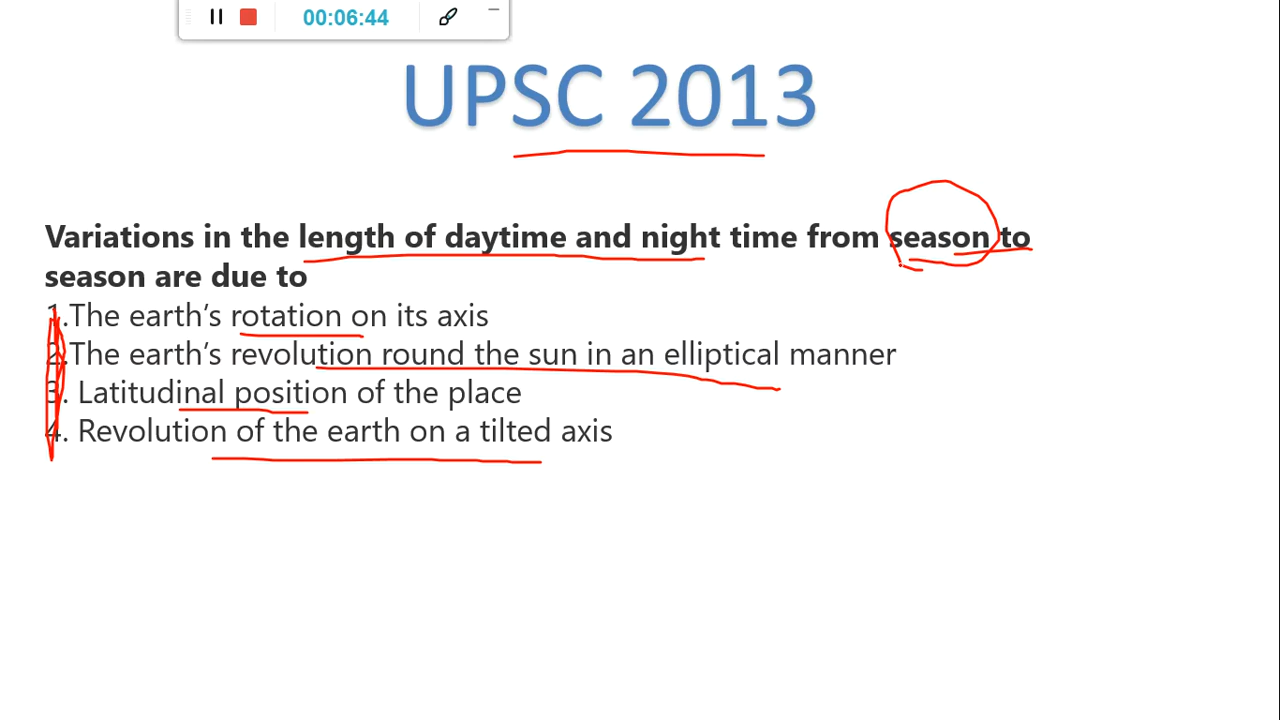 00:06:44
UPSC 2013
Variations in the length of daytime and night time from season to
season are due to
1.The earth’s rotation on its axis
2.The earth’s revolution round the sun in an elliptical manner
3. Latitudinal position of the place
4. Revolution of the earth on a tilted axis